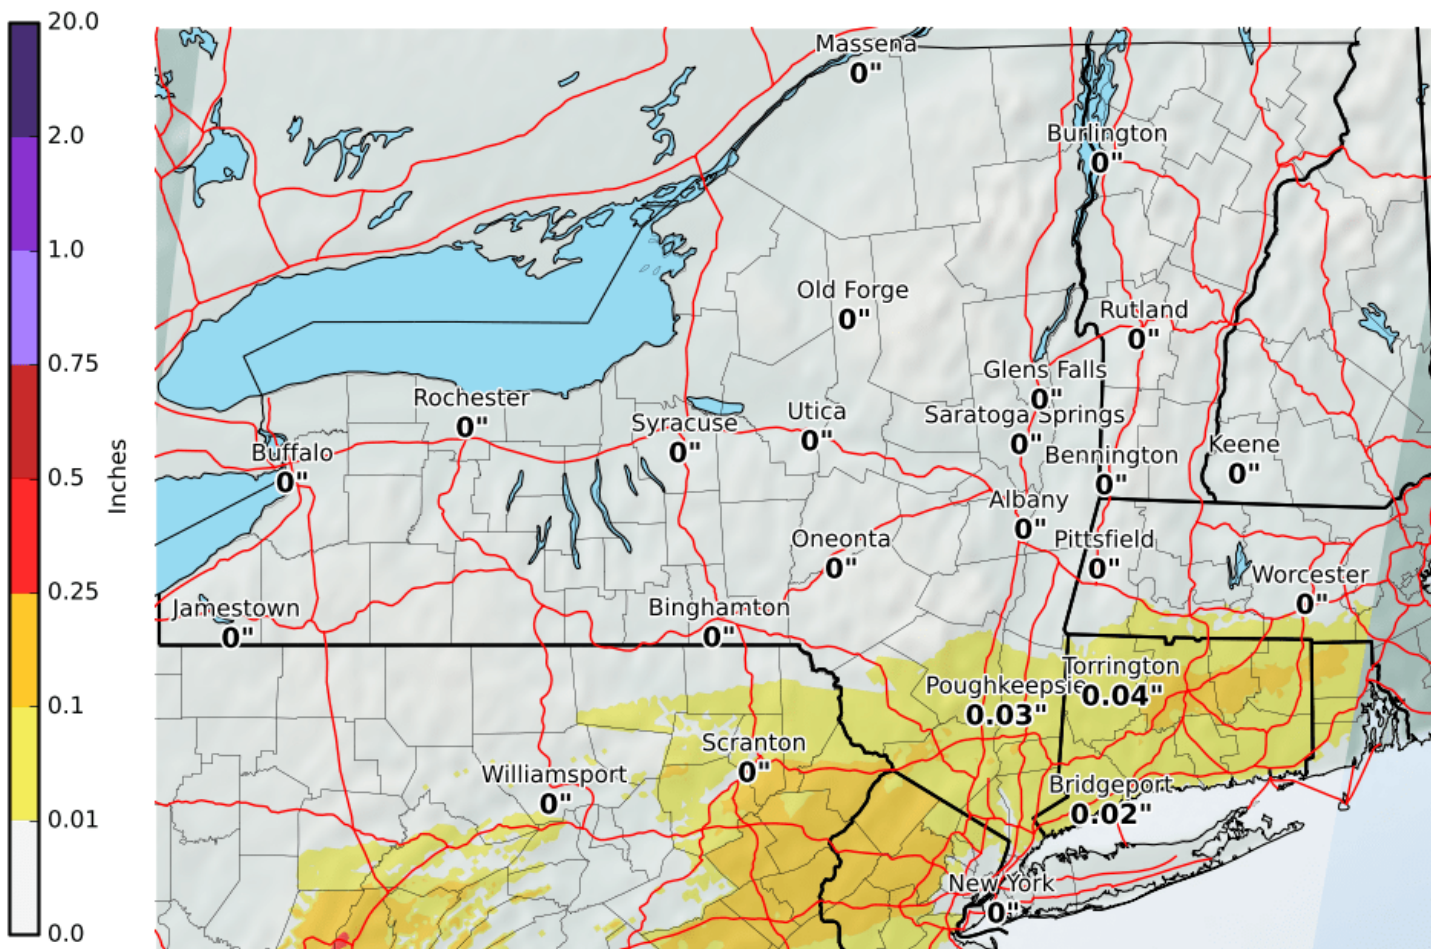 20.0
2.0
1.0
0.75
0.5
0.25
0.1
0.01
0.0
Inches
Massena
0"
Burlington
0"
Old Forge
0"
Rutland
0"
Glens Falls
0"
Rochester
0"
Syracuse
0"
Utica
0"
Saratoga Springs
0"
Buffalo
0"
Bennington
0"
Keene
0"
Albany
0"
Oneonta
0"
Pittsfield
0"
Worcester
0"
Jamestown
0"
Binghamton
0"
Torrington
0.04"
Poughkeepsie
0.03"
Scranton
0"
Williamsport
0"
Bridgeport
0.02"
New York
0"